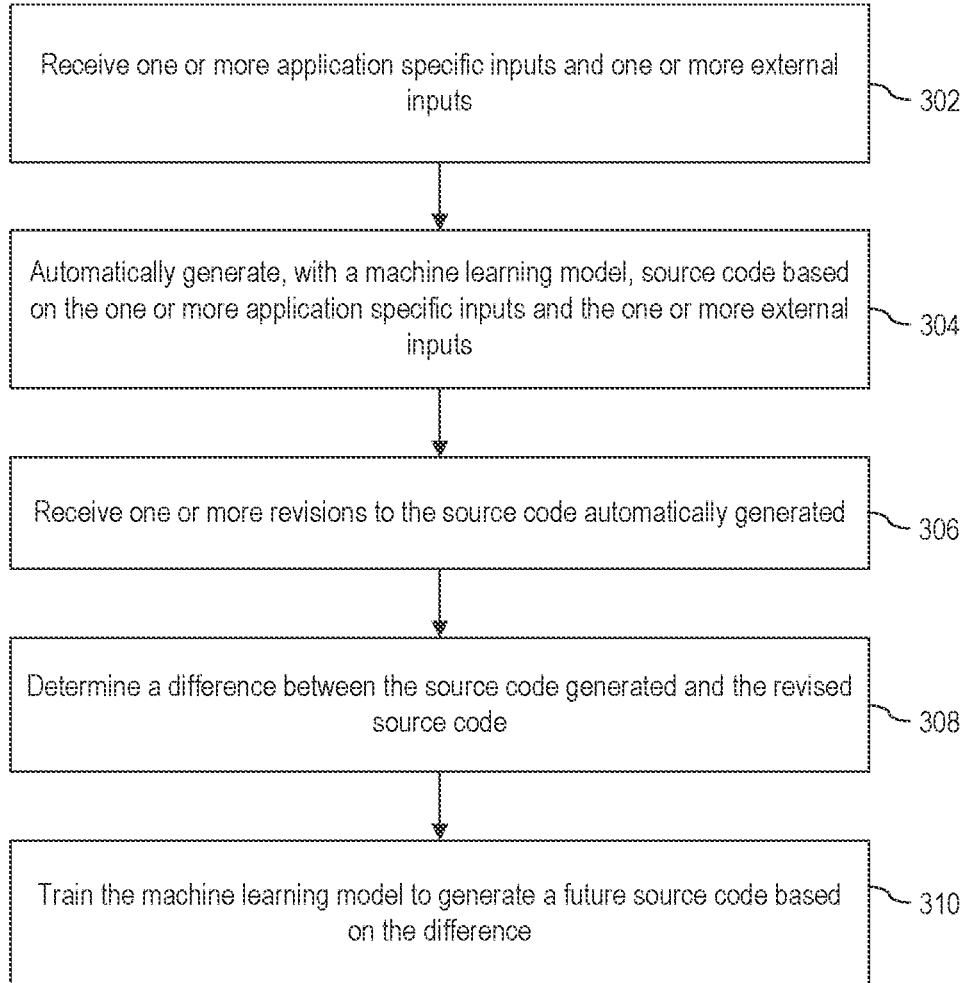 Receive one or more application specific inputs and one or more external
inputs
302
Automatically generate, with a machine learning model, source code based
on the one or more application specific inputs and the one or more external
inputs
304
Receive one or more revisions to the source code automatically generated
306
Determine a difference between the source code generated and the revised
source code
308
Train the machine learning model to generate a future source code based
on the difference
310